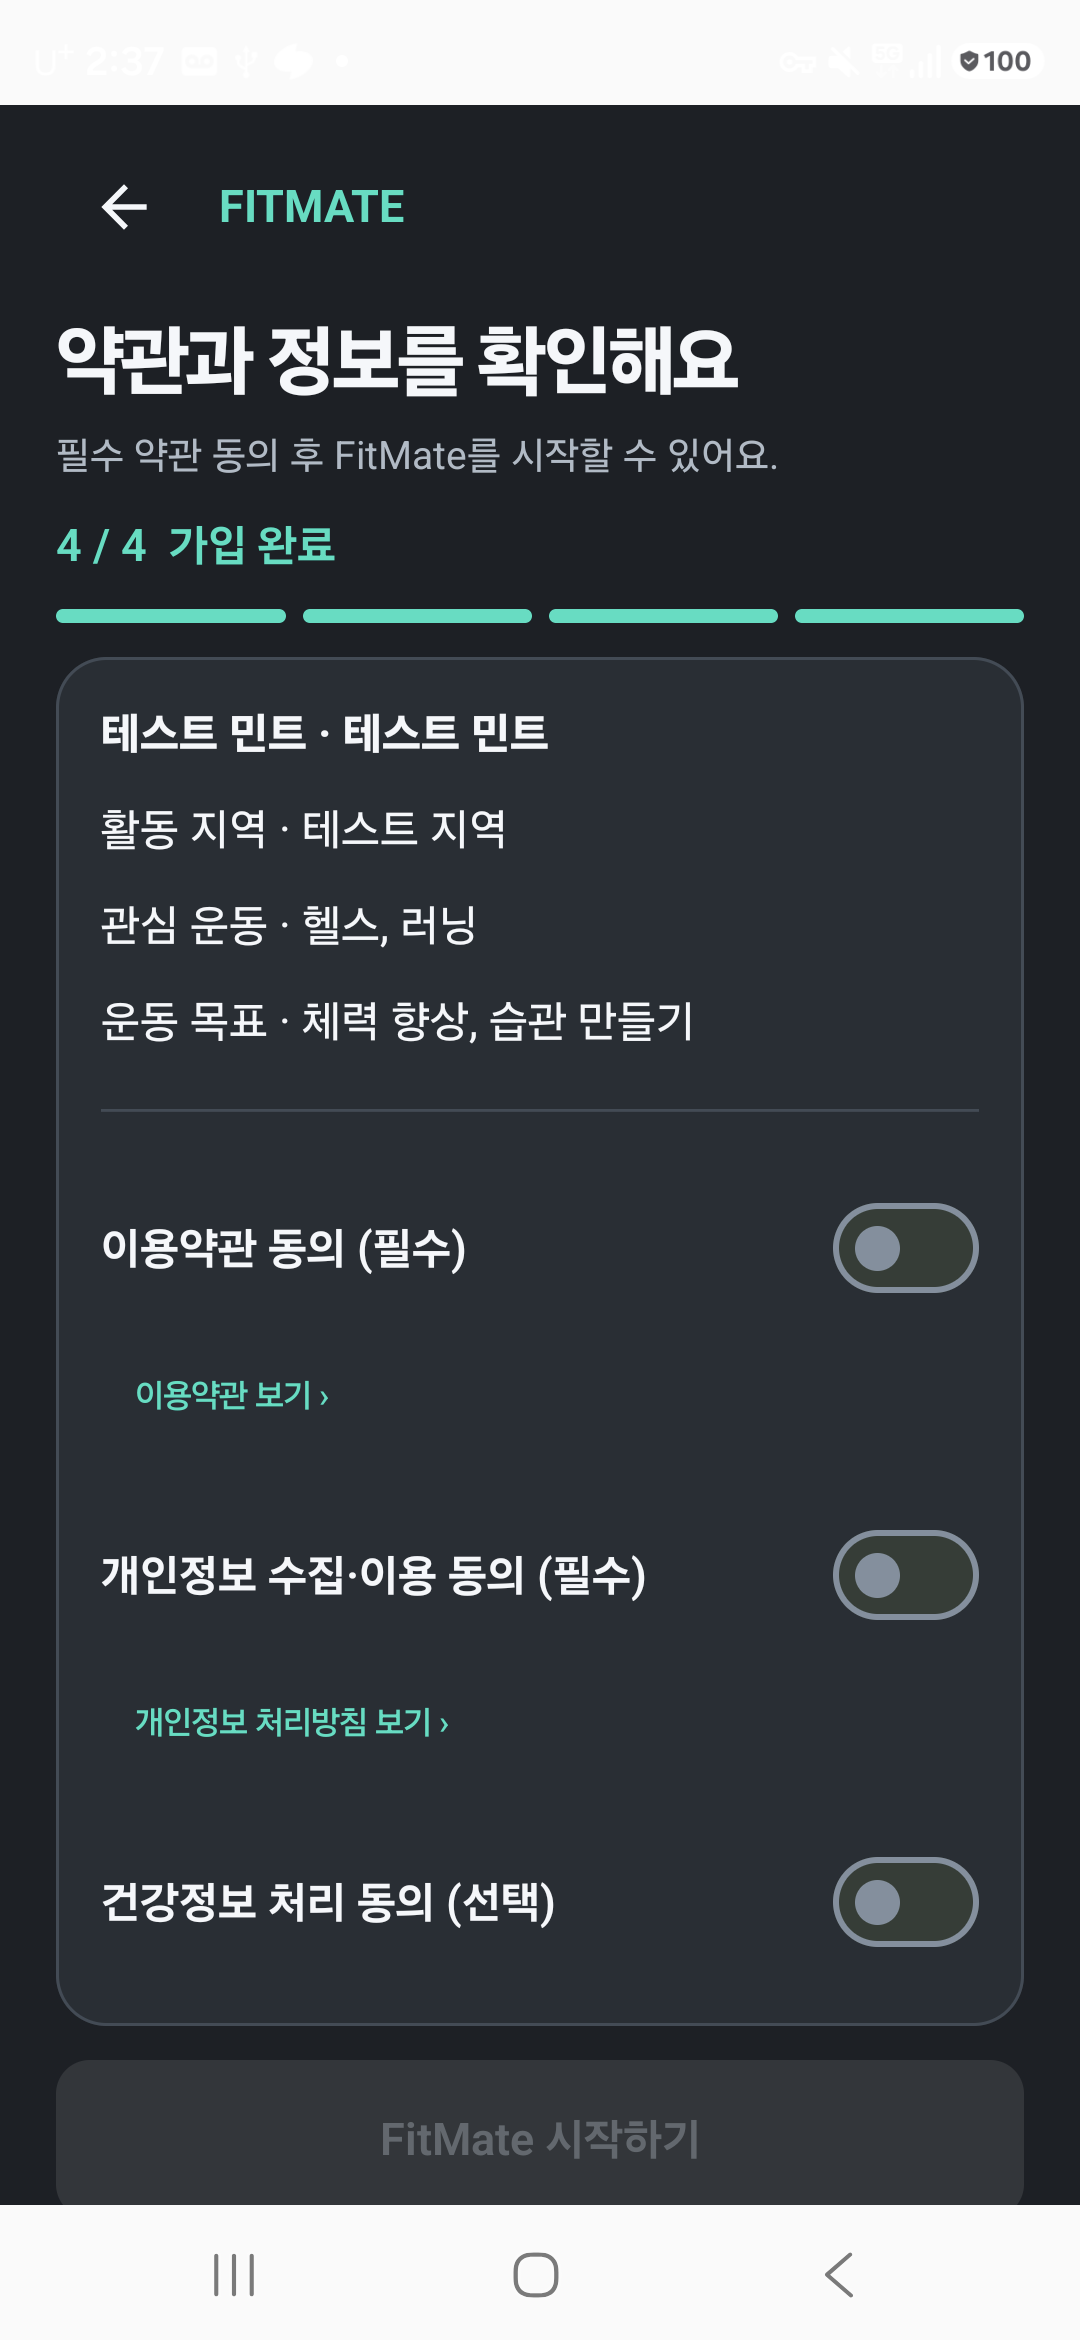 U+ 2:37 5G 100
FITMATE
약관과 정보를 확인해요
필수 약관 동의 후 FitMate를 시작할 수 있어요.
4 / 4 가입 완료
테스트 민트 · 테스트 민트
활동 지역 · 테스트 지역
관심 운동 · 헬스, 러닝
운동 목표 · 체력 향상, 습관 만들기
이용약관 동의 (필수)
이용약관 보기 ›
개인정보 수집·이용 동의 (필수)
개인정보 처리방침 보기 ›
건강정보 처리 동의 (선택)
FitMate 시작하기